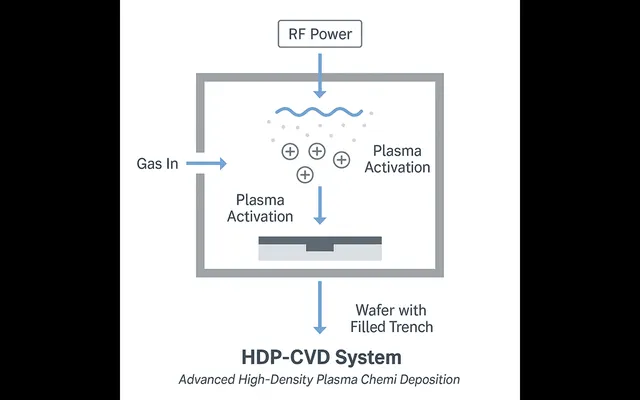 RF Power
Gas In
Plasma
Activation
Plasma
Activation
Wafer with
Filled Trench
HDP-CVD System
Advanced High-Density Plasma Chemi Deposition